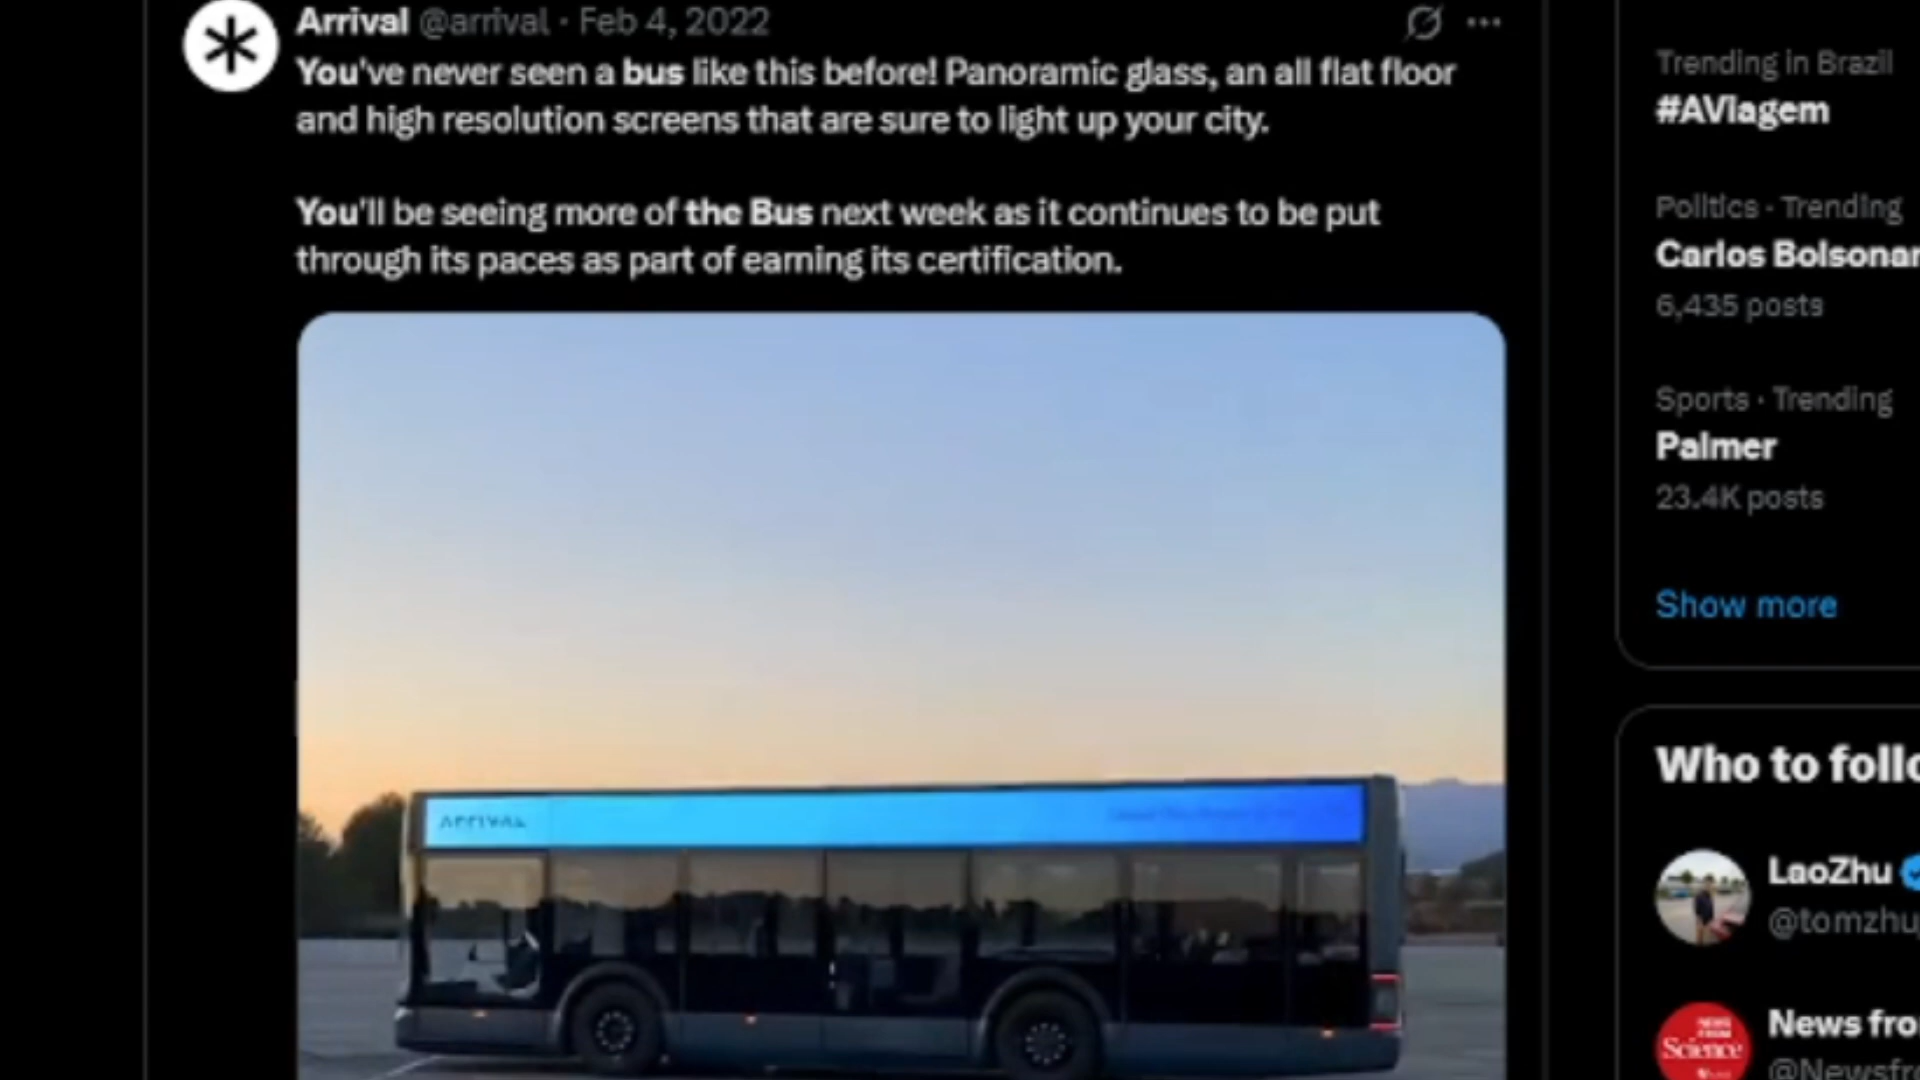 Arrival @arrival · Feb 4, 2022
You've never seen a bus like this before! Panoramic glass, an all flat floor
and high resolution screens that are sure to light up your city.
You'll be seeing more of the Bus next week as it continues to be put
through its paces as part of earning its certification.
ARRIVAL
Trending in Brazil
#AViagem
Politics · Trending
Carlos Bolsonar
6,435 posts
Sports · Trending
Palmer
23.4K posts
Show more
Who to follo
LaoZhu
@tomzhu
News fro
@Newsfro
NEWS
FROM
Science